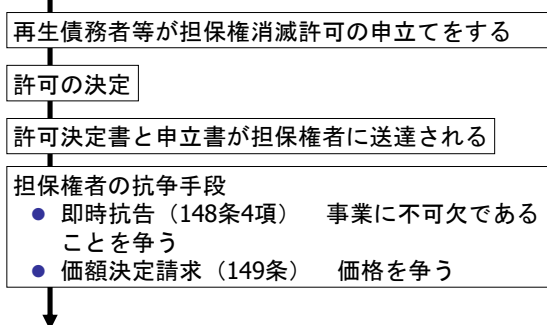 再生債務者等が担保権消滅許可の申立てをする
許可の決定
許可決定書と申立書が担保権者に送達される
担保権者の抗争手段
● 即時抗告（148条4項） 事業に不可欠である
ことを争う
● 価額決定請求（149条） 価格を争う